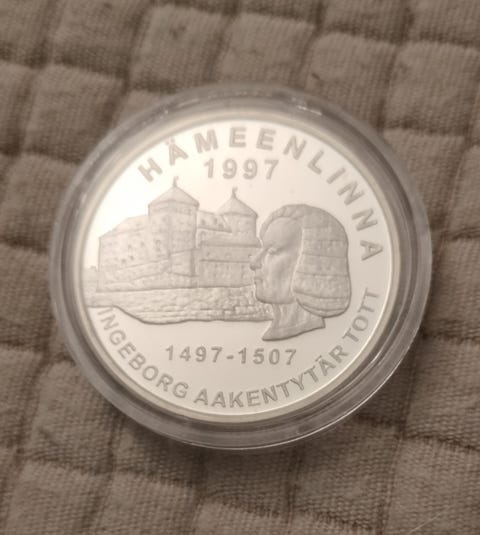 HÄMEENLINNA
1997
1497-1507
INGEBORG AAKENTYTÄR TOTT